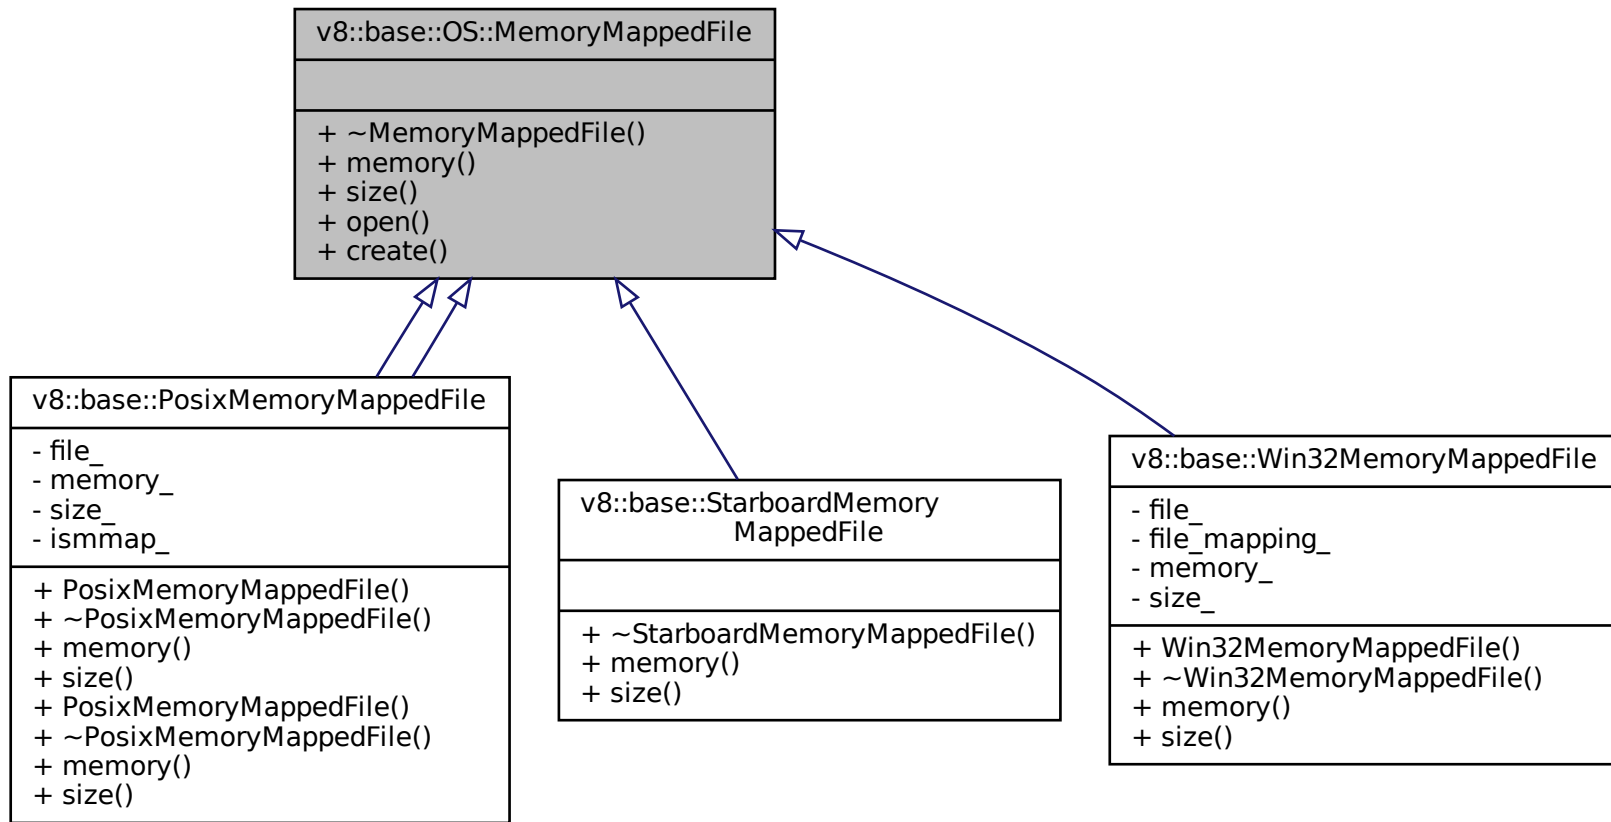 v8::base::OS::MemoryMappedFile
+ ~MemoryMappedFile()
+ memory()
+ size()
+ open()
+ create()
v8::base::PosixMemoryMappedFile
- file_
- memory_
- size_
- ismmap_
+ PosixMemoryMappedFile()
+ ~PosixMemoryMappedFile()
+ memory()
+ size()
+ PosixMemoryMappedFile()
+ ~PosixMemoryMappedFile()
+ memory()
+ size()
v8::base::StarboardMemory
MappedFile
+ ~StarboardMemoryMappedFile()
+ memory()
+ size()
v8::base::Win32MemoryMappedFile
- file_
- file_mapping_
- memory_
- size_
+ Win32MemoryMappedFile()
+ ~Win32MemoryMappedFile()
+ memory()
+ size()